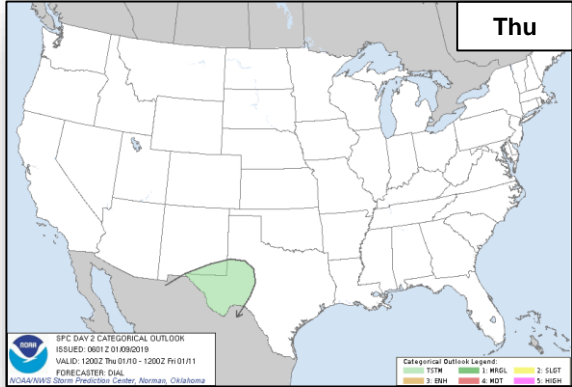 Thu
SPC DAY 2 CATEGORICAL OUTLOOK
ISSUED: 0601 Z 01/09/2019
VALID: 1200Z Thu 01/10 - 1200Z Fri 01/11
FORECASTER: DIAL
NOAA/NWS Storm Prediction Center, Norman, Oklahoma
NOAA
Categorical Outlook Legend:
TSTM 1: MRGL 2: SLGT
3: ENH 4: MDT 5: HIGH